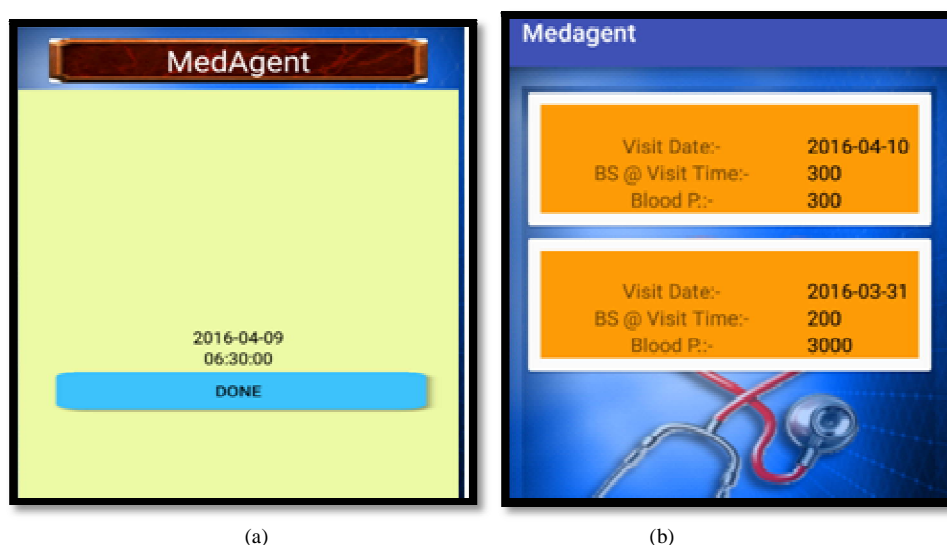 MedAgent
2016-04-09
06:30:00
DONE
(a)
Medagent
Visit Date:- 2016-04-10
BS @ Visit Time:- 300
Blood P.:- 300
Visit Date:- 2016-03-31
BS @ Visit Time:- 200
Blood P.:- 3000
(b)